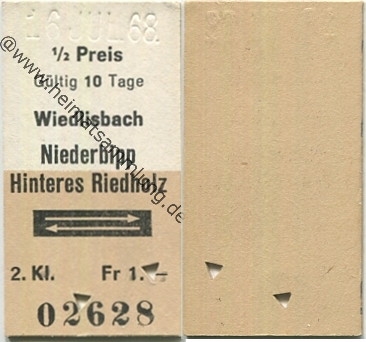 16 JUL. 68
½ Preis
Gültig 10 Tage
Wiedlisbach
Niederbipp
Hinteres Riedholz
2. Kl. Fr 1.—
02628
@www.heimatsammlung.de